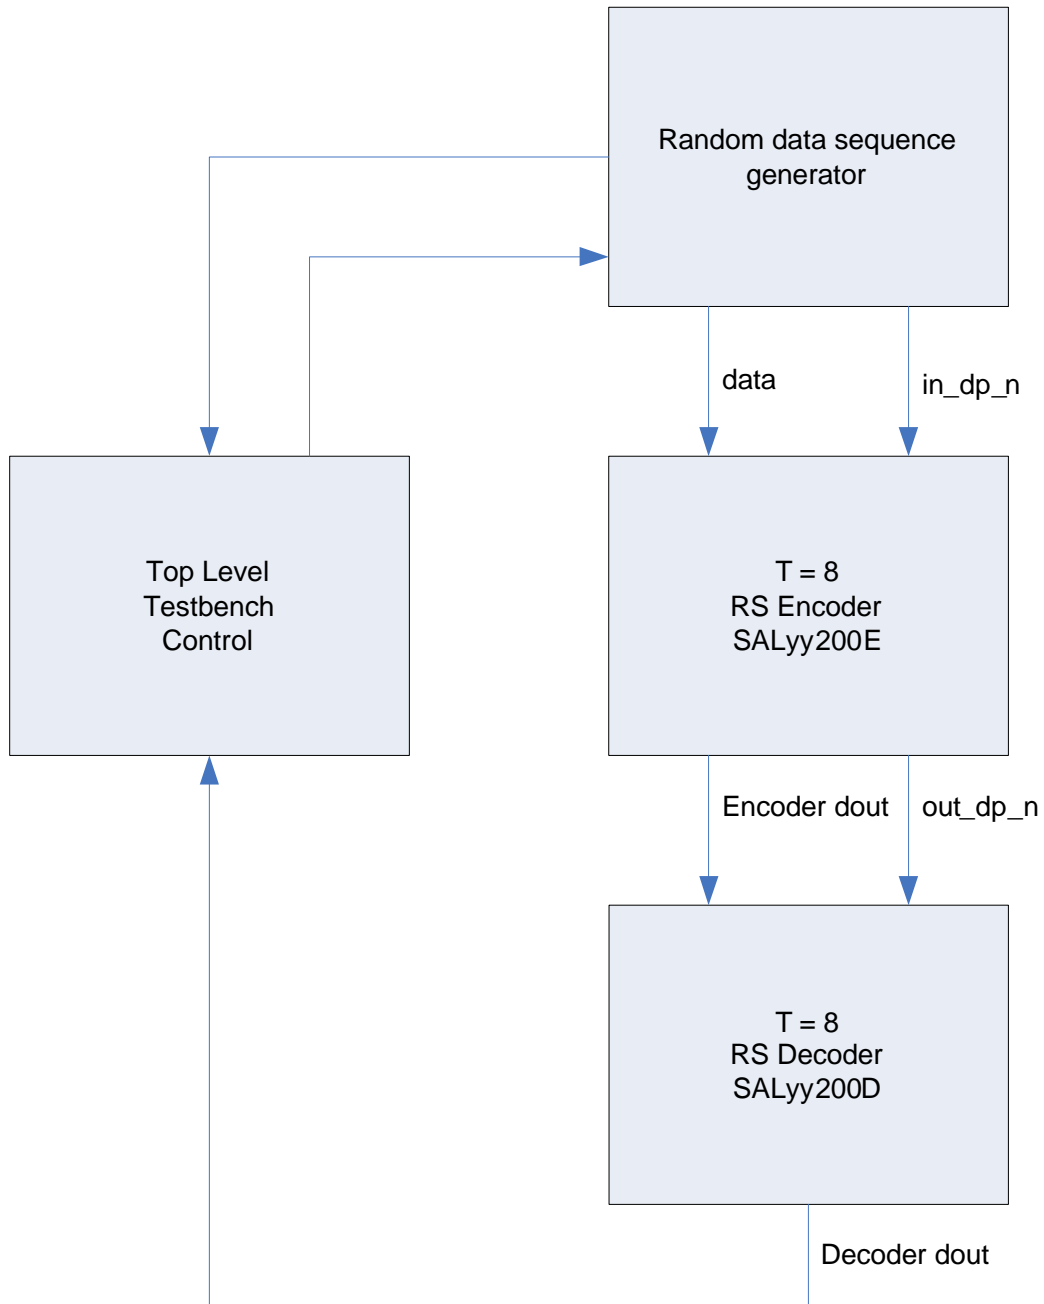 Random data sequence
generator
data
in_dp_n
Top Level
Testbench
Control
T = 8
RS Encoder
SALyy200E
Encoder dout
out_dp_n
T = 8
RS Decoder
SALyy200D
Decoder dout